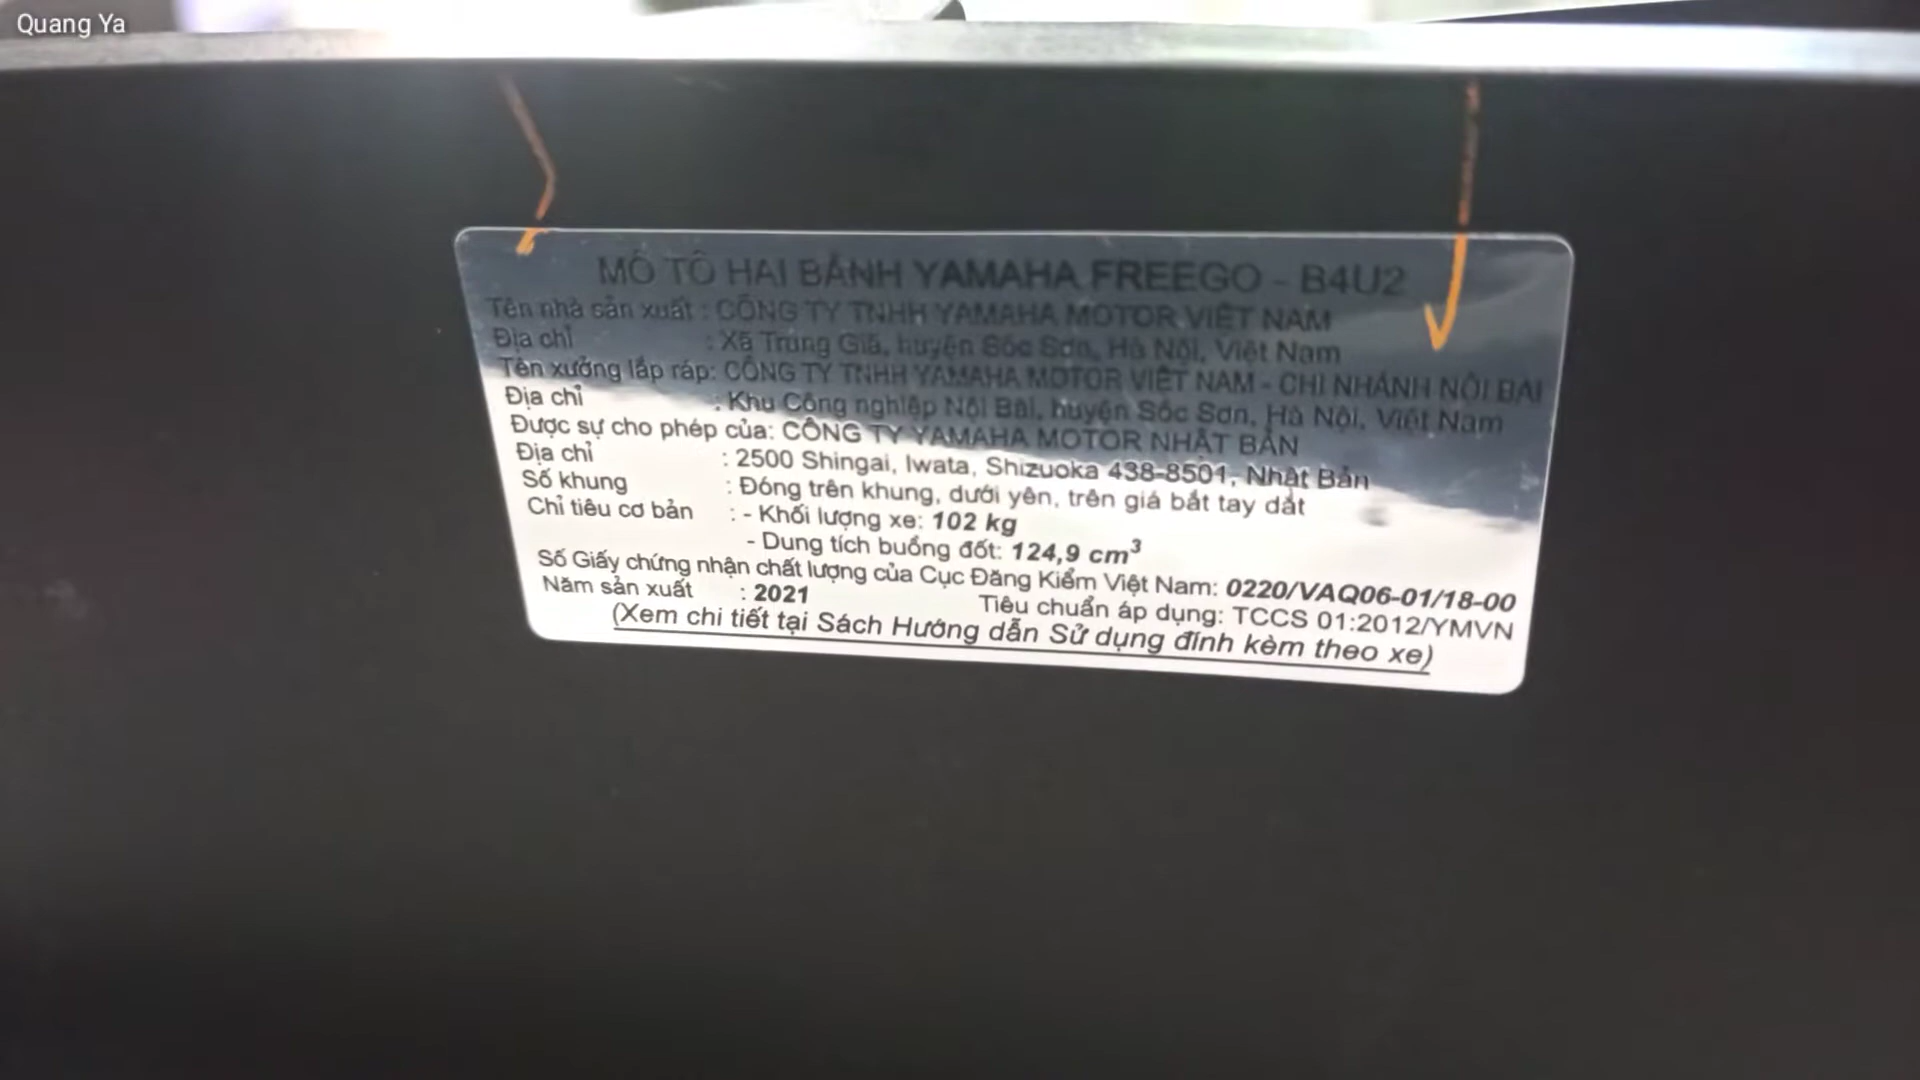 Quang Ya
MÔ TÔ HAI BÁNH YAMAHA FREEGO - B4U2
Tên nhà sản xuất : CÔNG TY TNHH YAMAHA MOTOR VIỆT NAM
Địa chỉ : Xã Trung Giã, huyện Sóc Sơn, Hà Nội, Việt Nam
Tên xưởng lắp ráp: CÔNG TY TNHH YAMAHA MOTOR VIỆT NAM - CHI NHÁNH NỘI BÀI
Địa chỉ : Khu Công nghiệp Nội Bài, huyện Sóc Sơn, Hà Nội, Việt Nam
Được sự cho phép của: CÔNG TY YAMAHA MOTOR NHẬT BẢN
Địa chỉ : 2500 Shingai, Iwata, Shizuoka 438-8501, Nhật Bản
Số khung : Đóng trên khung, dưới yên, trên giá bắt tay dắt
Chỉ tiêu cơ bản : - Khối lượng xe: 102 kg
- Dung tích buồng đốt: 124,9 cm³
Số Giấy chứng nhận chất lượng của Cục Đăng Kiểm Việt Nam: 0220/VAQ06-01/18-00
Năm sản xuất : 2021 Tiêu chuẩn áp dụng: TCCS 01:2012/YMVN
(Xem chi tiết tại Sách Hướng dẫn Sử dụng đính kèm theo xe)